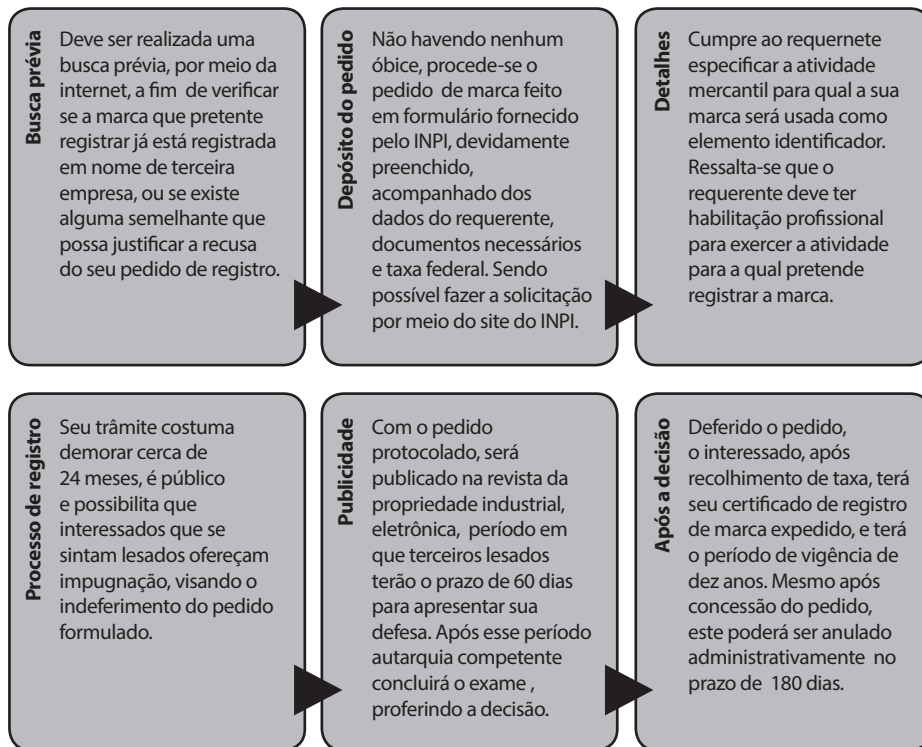 Busca prévia
Deve ser realizada uma
busca prévia, por meio da
internet, a fim de verificar
se a marca que pretente
registrar já está registrada
em nome de terceira
empresa, ou se existe
alguma semelhante que
possa justificar a recusa
do seu pedido de registro.
Depósito do pedido
Não havendo nenhum
óbice, procede-se o
pedido de marca feito
em formulário fornecido
pelo INPI, devidamente
preenchido,
acompanhado dos
dados do requerente,
documentos necessários
e taxa federal. Sendo
possível fazer a solicitação
por meio do site do INPI.
Detalhes
Cumpre ao requernete
especificar a atividade
mercantil para qual a sua
marca será usada como
elemento identificador.
Ressalta-se que o
requerente deve ter
habilitação profissional
para exercer a atividade
para a qual pretende
registrar a marca.
Processo de registro
Seu trâmite costuma
demorar cerca de
24 meses, é público
e possibilita que
interessados que se
sintam lesados ofereçam
impugnação, visando o
indeferimento do pedido
formulado.
Publicidade
Com o pedido
protocolado, será
publicado na revista da
propriedade industrial,
eletrônica, período em
que terceiros lesados
terão o prazo de 60 dias
para apresentar sua
defesa. Após esse período
autarquia competente
concluirá o exame ,
proferindo a decisão.
Após a decisão
Deferido o pedido,
o interessado, após
recolhimento de taxa, terá
seu certificado de registro
de marca expedido, e terá
o período de vigência de
dez anos. Mesmo após
concessão do pedido,
este poderá ser anulado
administrativamente no
prazo de 180 dias.